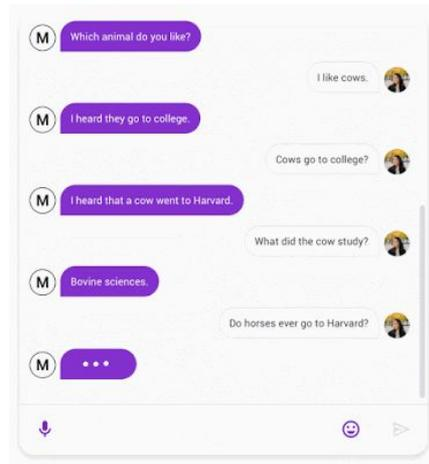 M Which animal do you like?
I like cows.
M I heard they go to college.
Cows go to college?
M I heard that a cow went to Harvard.
What did the cow study?
M Bovine sciences.
Do horses ever go to Harvard?
M